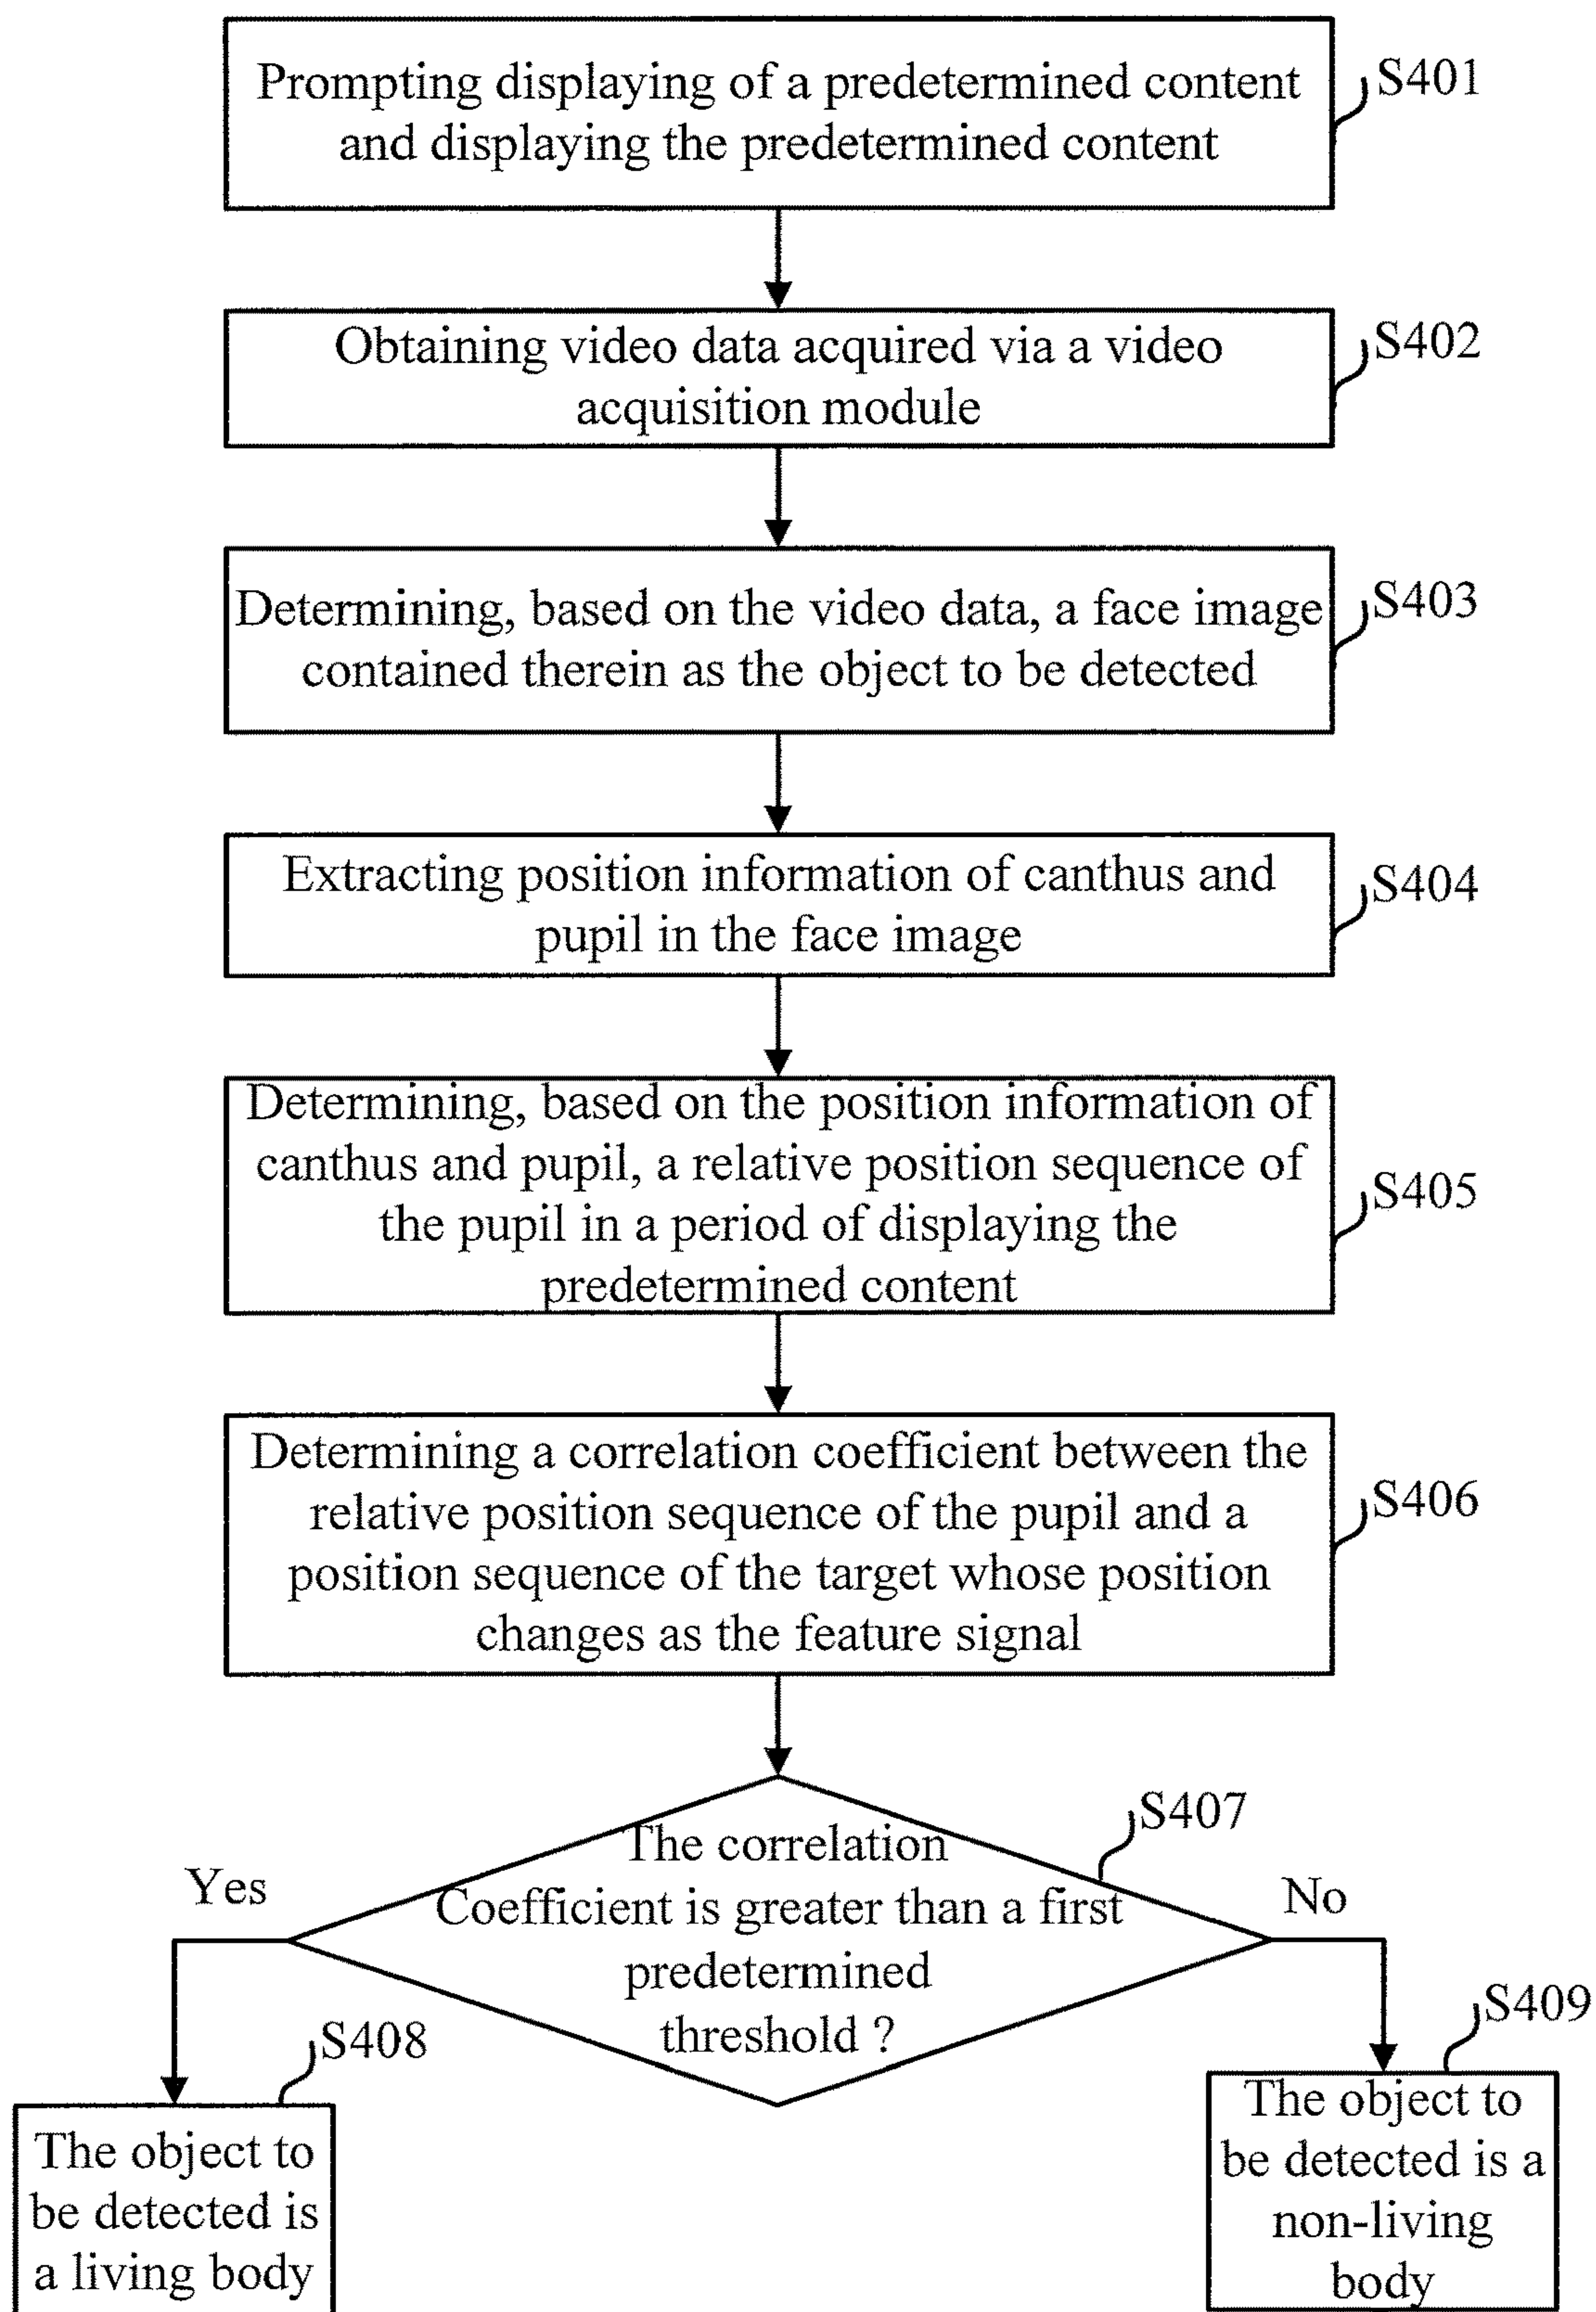 Prompting displaying of a predetermined content
and displaying the predetermined content
S401
Obtaining video data acquired via a video
acquisition module
S402
Determining, based on the video data, a face image
contained therein as the object to be detected
S403
Extracting position information of canthus and
pupil in the face image
S404
Determining, based on the position information of
canthus and pupil, a relative position sequence of
the pupil in a period of displaying the
predetermined content
S405
Determining a correlation coefficient between the
relative position sequence of the pupil and a
position sequence of the target whose position
changes as the feature signal
S406
The correlation
Coefficient is greater than a first
predetermined
threshold ?
S407
Yes
No
S408
The object to
be detected is
a living body
S409
The object to
be detected is a
non-living
body